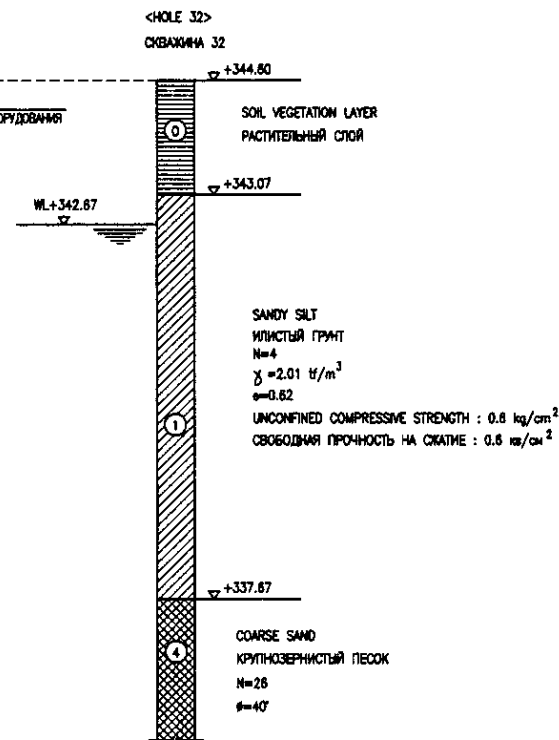 <HOLE 32>
СКВАЖИНА 32
+344.60
ОРУДОВАНИЯ
0
SOIL VEGETATION LAYER
РАСТИТЕЛЬНЫЙ СЛОЙ
+343.07
WL+342.67
SANDY SILT
ИЛИСТЫЙ ГРУНТ
N=4
γ=2.01 tf/m³
e=0.62
UNCONFINED COMPRESSIVE STRENGTH : 0.6 kg/cm²
1
СВОБОДНАЯ ПРОЧНОСТЬ НА СЖАТИЕ : 0.6 кг/см²
+337.67
COARSE SAND
4
КРУПНОЗЕРНИСТЫЙ ПЕСОК
N=26
ø=40°